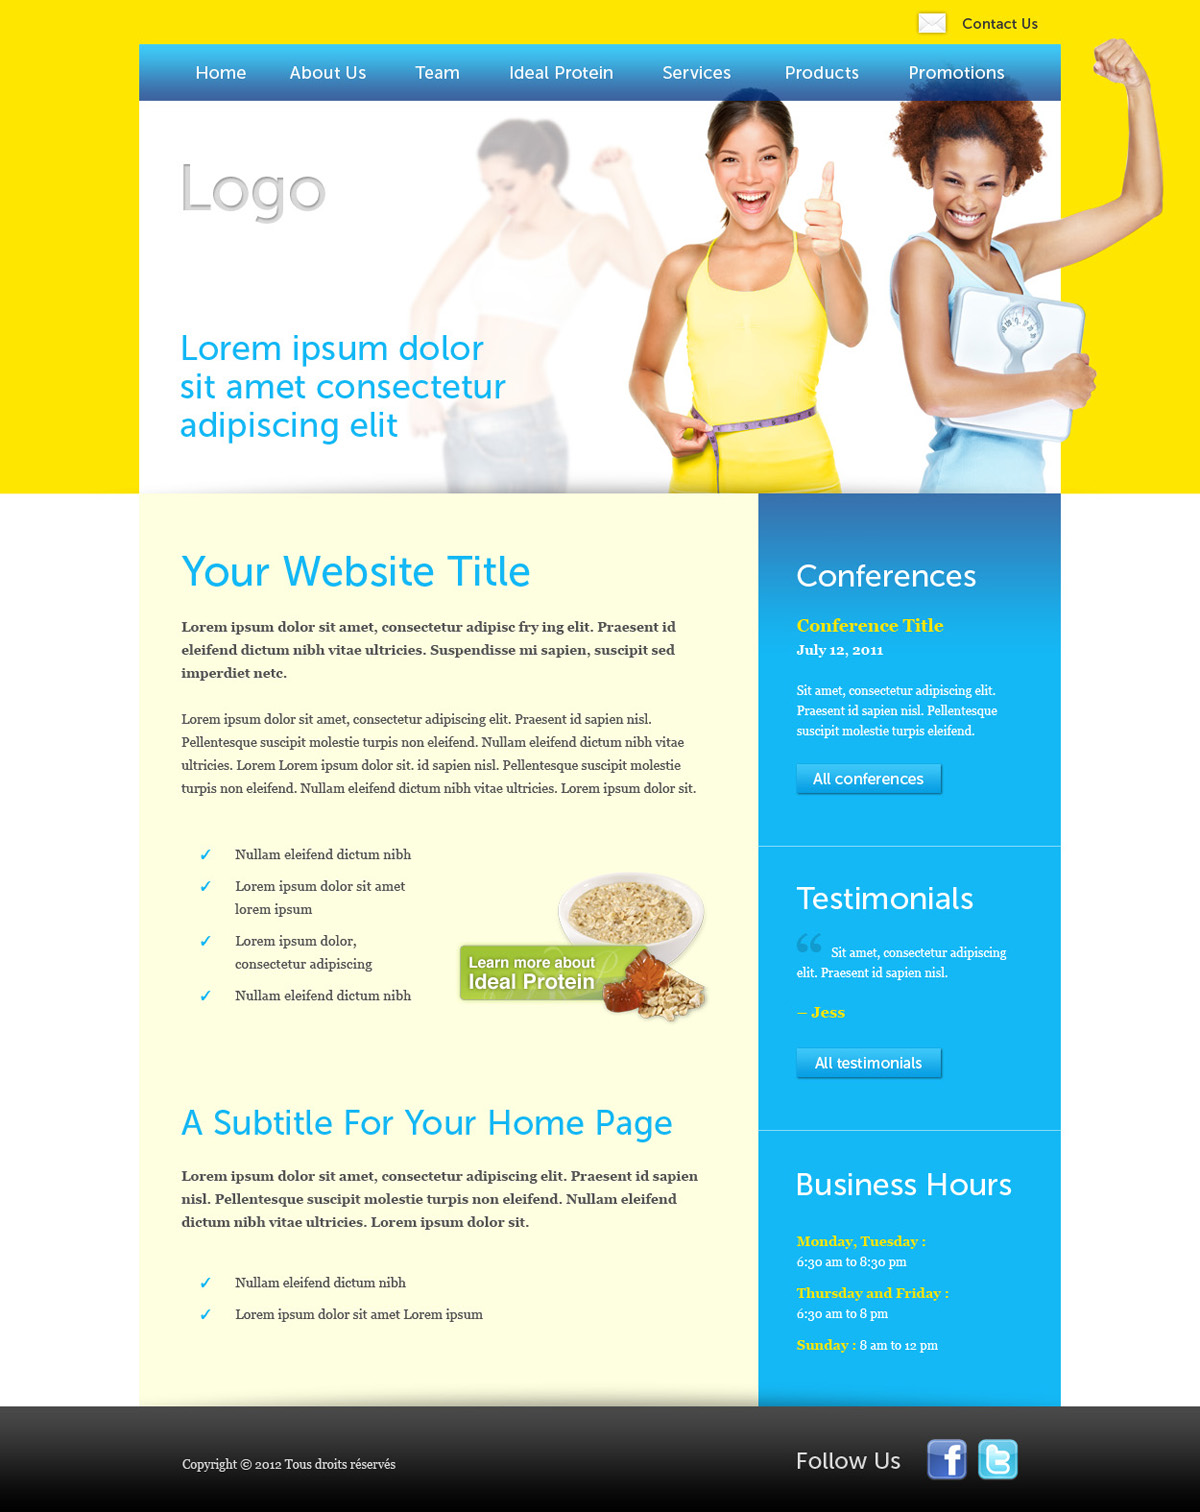 Contact Us
Home About Us Team Ideal Protein Services Products Promotions
Logo
Lorem ipsum dolor
sit amet consectetur
adipiscing elit
Your Website Title
Lorem ipsum dolor sit amet, consectetur adipisc fry ing elit. Praesent id
eleifend dictum nibh vitae ultricies. Suspendisse mi sapien, suscipit sed
imperdiet netc.
Lorem ipsum dolor sit amet, consectetur adipiscing elit. Praesent id sapien nisl.
Pellentesque suscipit molestie turpis non eleifend. Nullam eleifend dictum nibh vitae
ultricies. Lorem Lorem ipsum dolor sit. id sapien nisl. Pellentesque suscipit molestie
turpis non eleifend. Nullam eleifend dictum nibh vitae ultricies. Lorem ipsum dolor sit.
✓ Nullam eleifend dictum nibh
✓ Lorem ipsum dolor sit amet
lorem ipsum
✓ Lorem ipsum dolor,
consectetur adipiscing
✓ Nullam eleifend dictum nibh
Learn more about
Ideal Protein
A Subtitle For Your Home Page
Lorem ipsum dolor sit amet, consectetur adipiscing elit. Praesent id sapien
nisl. Pellentesque suscipit molestie turpis non eleifend. Nullam eleifend
dictum nibh vitae ultricies. Lorem ipsum dolor sit.
✓ Nullam eleifend dictum nibh
✓ Lorem ipsum dolor sit amet Lorem ipsum
Conferences
Conference Title
July 12, 2011
Sit amet, consectetur adipiscing elit.
Praesent id sapien nisl. Pellentesque
suscipit molestie turpis eleifend.
All conferences
Testimonials
“ Sit amet, consectetur adipiscing
elit. Praesent id sapien nisl.
– Jess
All testimonials
Business Hours
Monday, Tuesday :
6:30 am to 8:30 pm
Thursday and Friday :
6:30 am to 8 pm
Sunday : 8 am to 12 pm
Copyright © 2012 Tous droits réservés
Follow Us f t